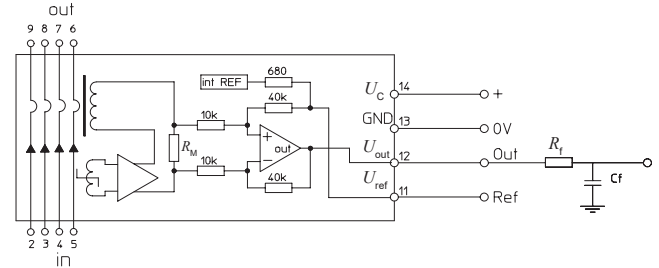 out
9 8 7 6
int REF
680
40k
10k
R_M
+
out
−
10k
40k
U_C 14
+
GND 13
0V
U_out 12
Out
R_f
Cf
U_ref 11
Ref
2 3 4 5
in